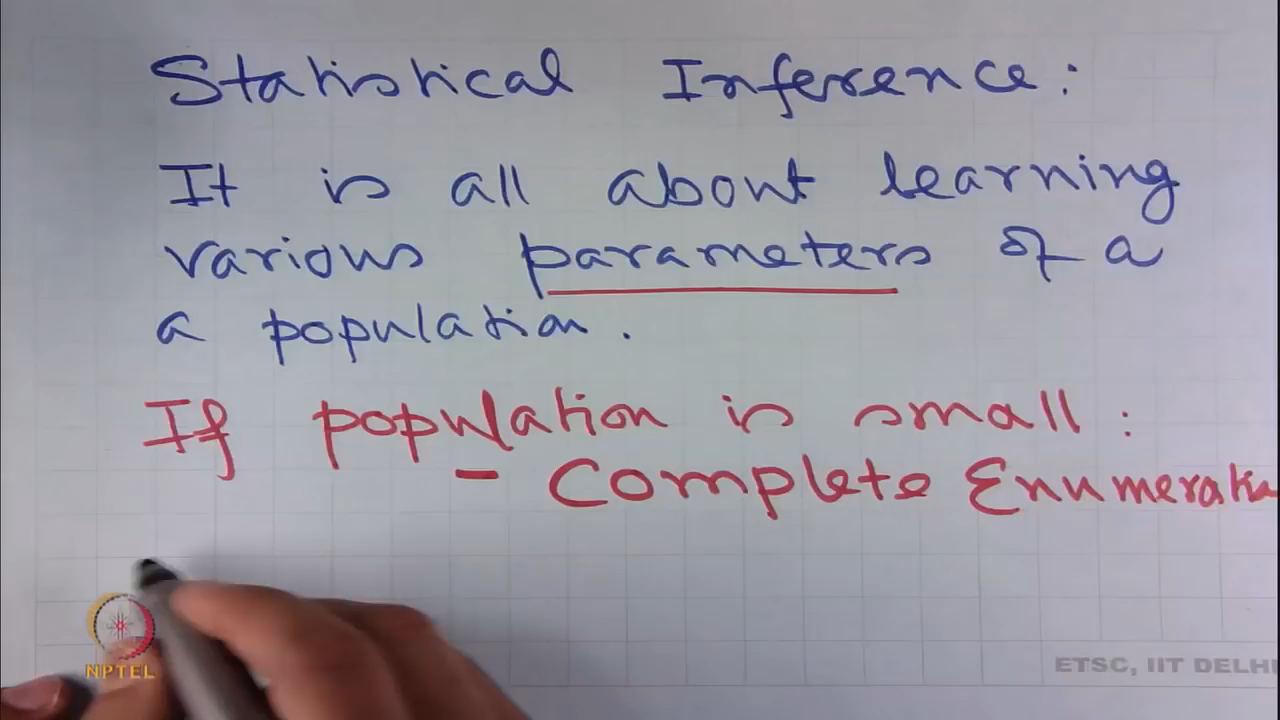 Statistical Inference:
It is all about learning
various parameters of a
a population.
If population is small:
- Complete Enumeratio
NPTEL
ETSC, IIT DELHI